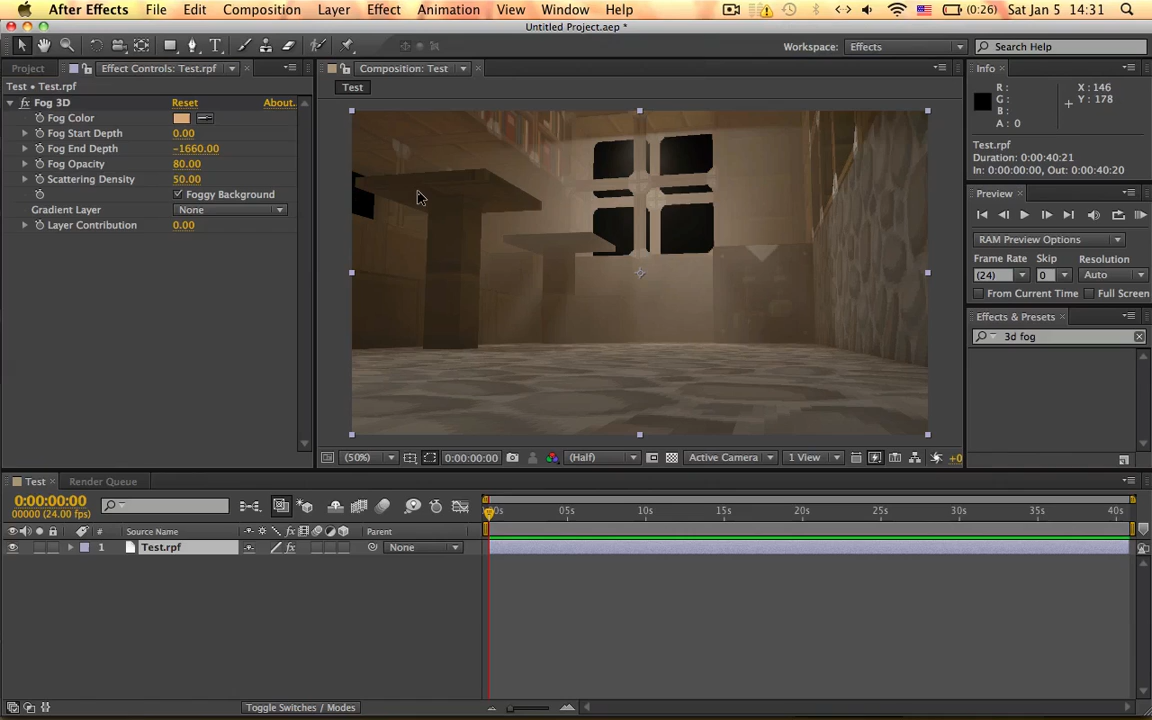 After Effects File Edit Composition Layer Effect Animation View Window Help (0:26) Sat Jan 5 14:31
Untitled Project.aep *
Workspace: Effects Search Help
Project Effect Controls: Test.rpf Composition: Test Info
Test • Test.rpf
Test
fx Fog 3D Reset About...
Fog Color
Fog Start Depth 0.00
Fog End Depth -1660.00
Fog Opacity 80.00
Scattering Density 50.00
Foggy Background
Gradient Layer None
Layer Contribution 0.00
R : X : 146
G : Y : 178
B :
A : 0
Test.rpf
Duration: 0:00:40:21
In: 0:00:00:00, Out: 0:00:40:20
Preview
RAM Preview Options
Frame Rate Skip Resolution
(24) 0 Auto
From Current Time Full Screen
Effects & Presets
3d fog
(50%) 0:00:00:00 (Half) Active Camera 1 View +0
Test Render Queue
0:00:00:00
00000 (24.00 fps)
00s 05s 10s 15s 20s 25s 30s 35s 40s
# Source Name fx Parent
1 Test.rpf fx None
Toggle Switches / Modes